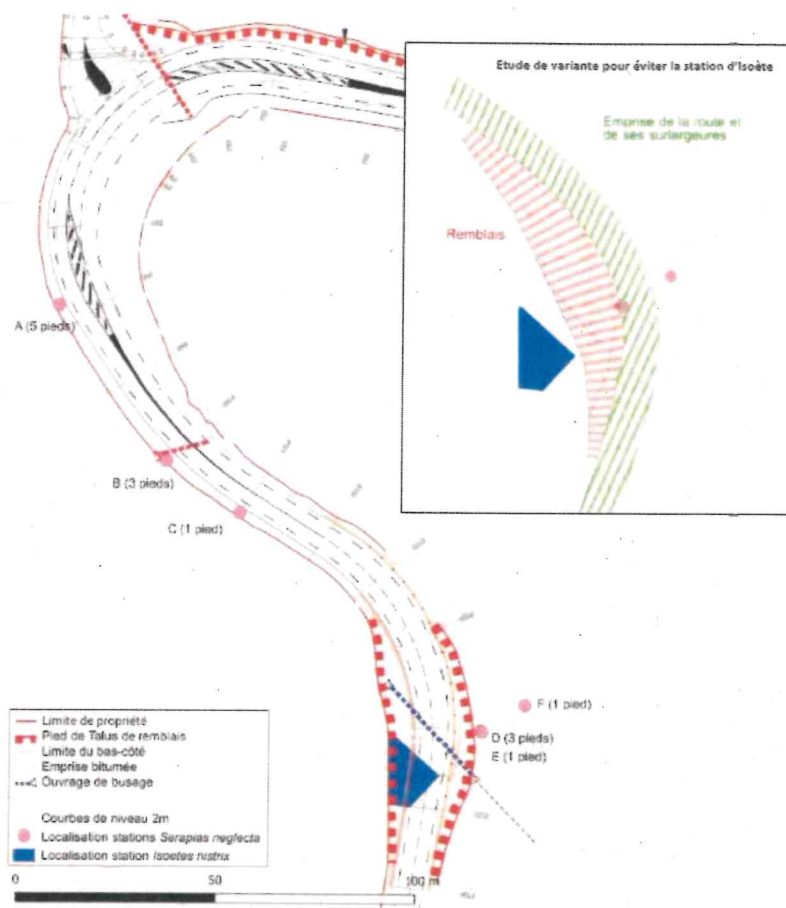 Etude de variante pour éviter la station d'Isoète
Emprise de la route et
de ses surlargeures
Remblais
A (5 pieds)
B (3 pieds)
C (1 pied)
F (1 pied)
D (3 pieds)
E (1 pied)
Limite de propriété
Pied de Talus de remblais
Limite du bas-côté
Emprise bitumée
Ouvrage de busage
Courbes de niveau 2m
Localisation stations Serapias neglecta
Localisation station Isoetes histrix
0 50 100 m